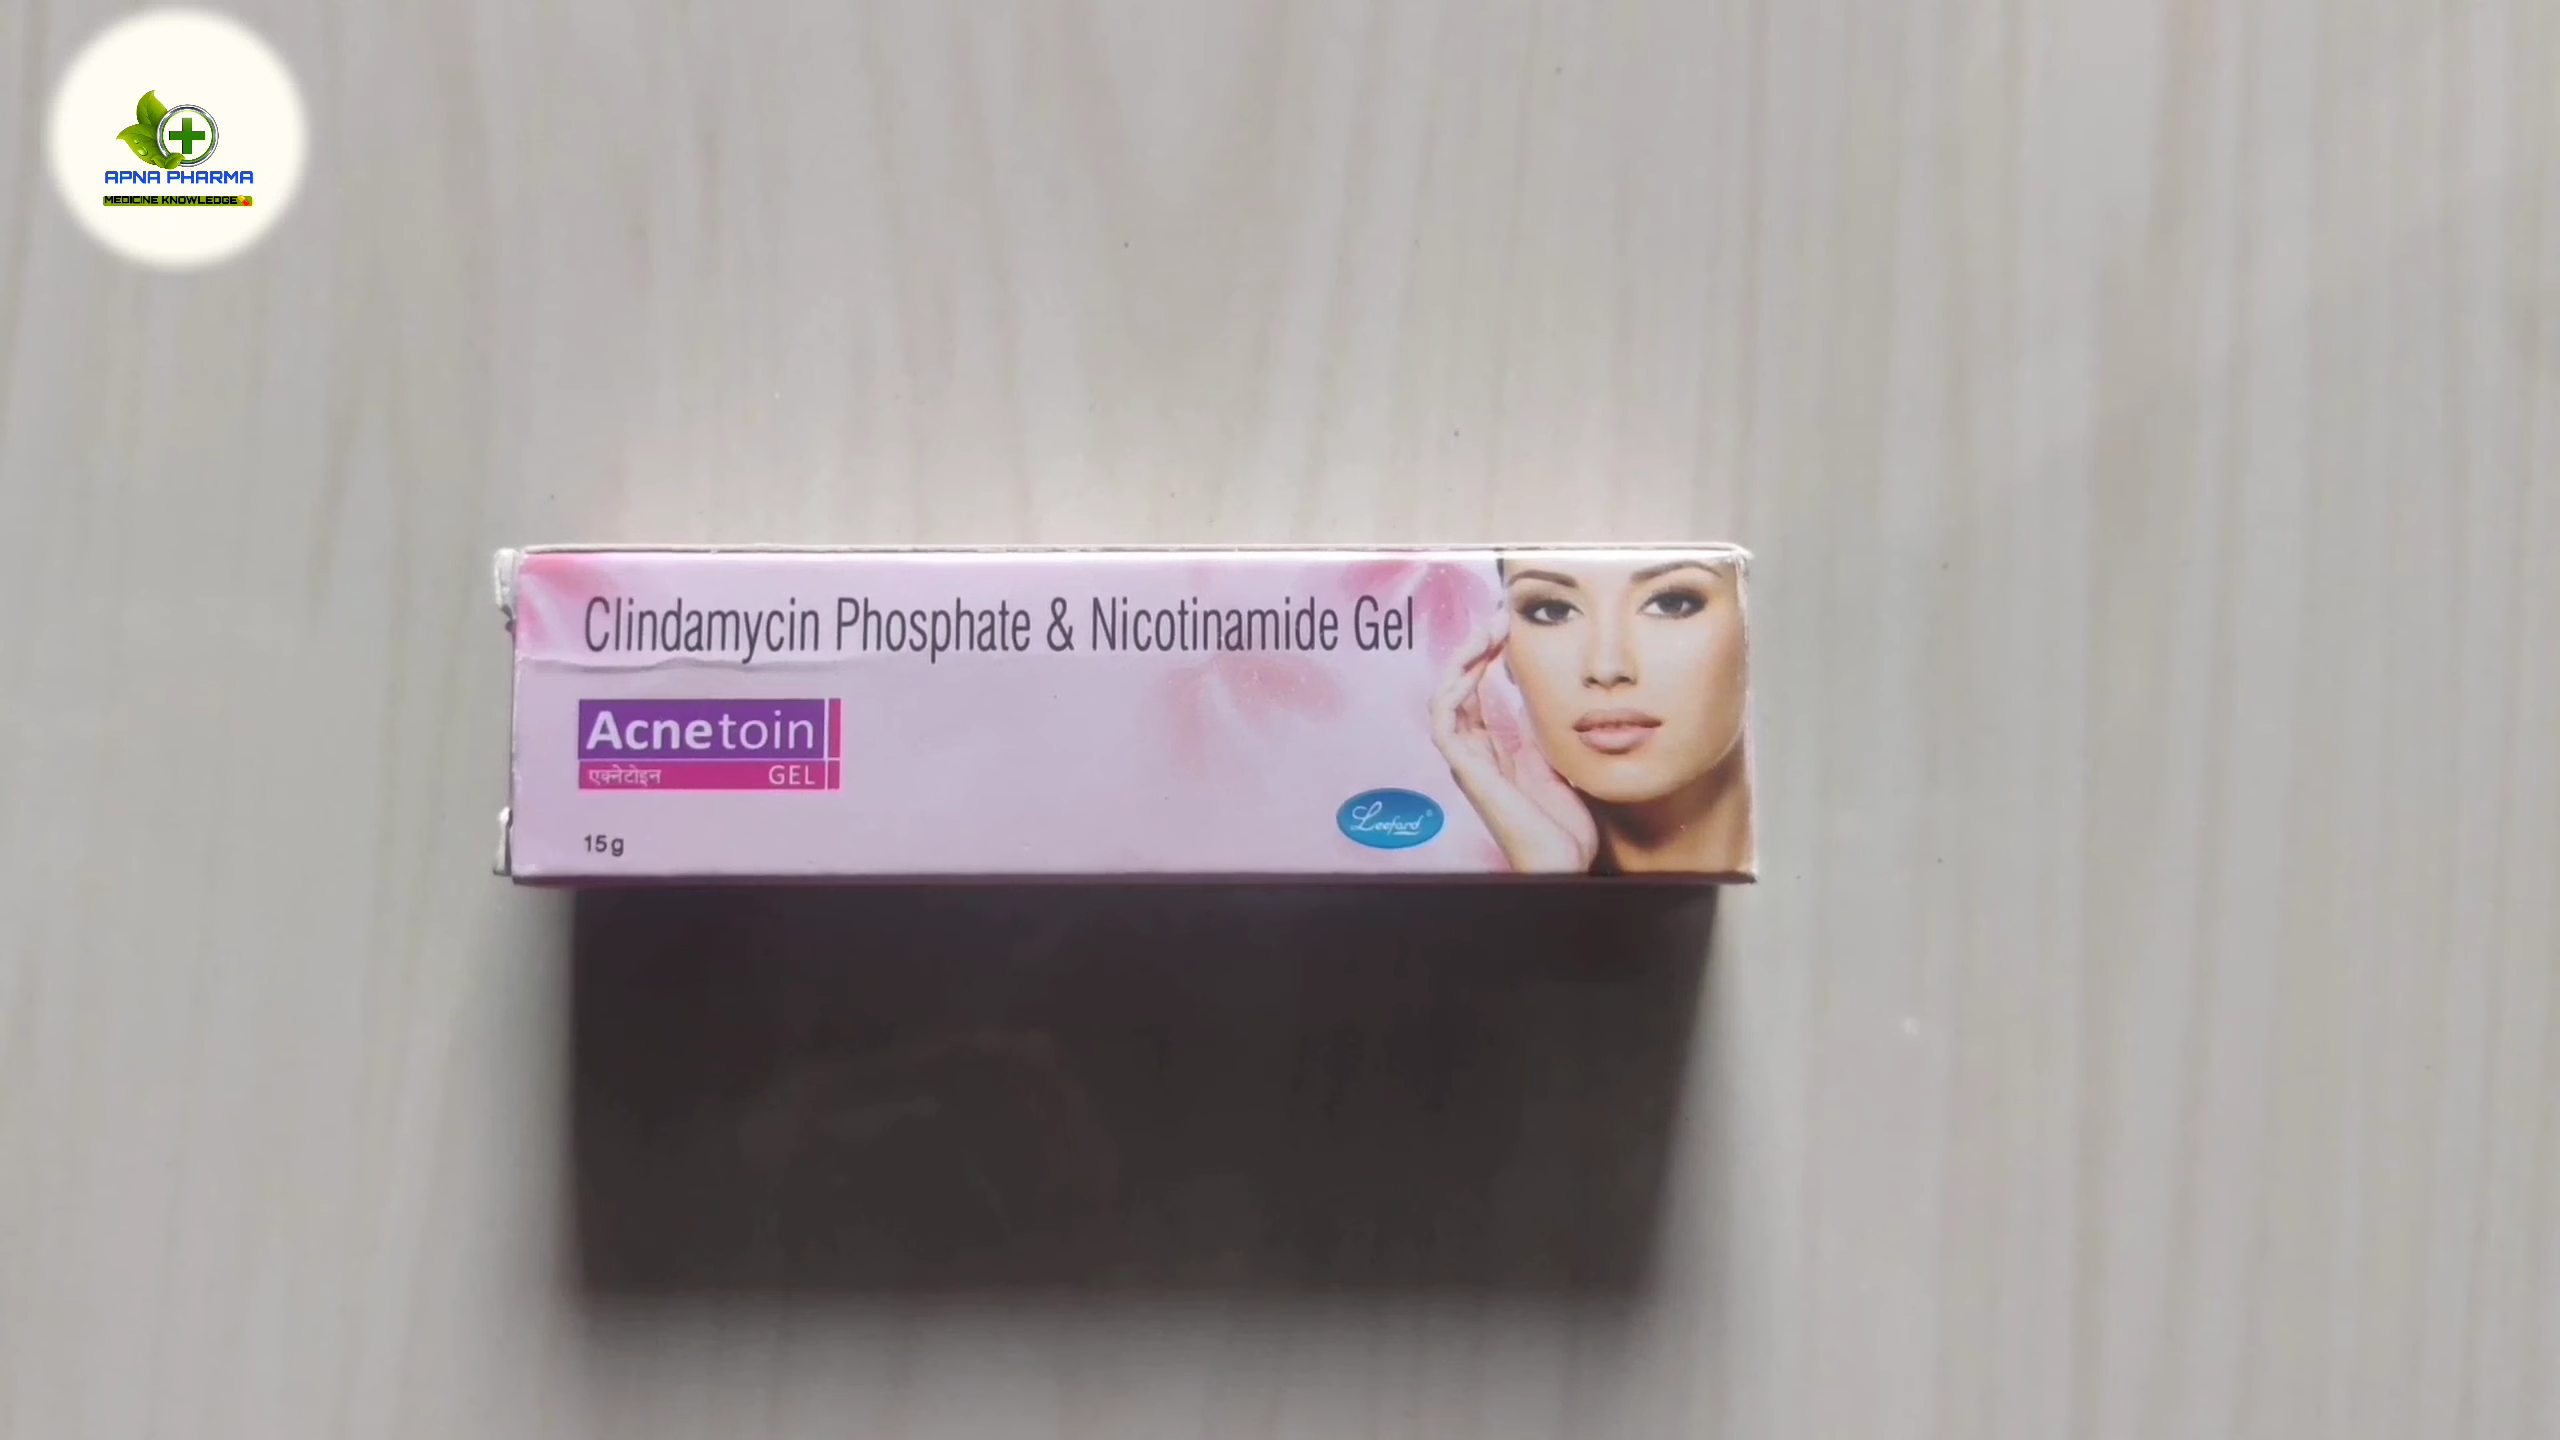 APNA PHARMA
MEDICINE KNOWLEDGE
Clindamycin Phosphate & Nicotinamide Gel
Acnetoin
एक्नेटोइन GEL
Leeford
15g